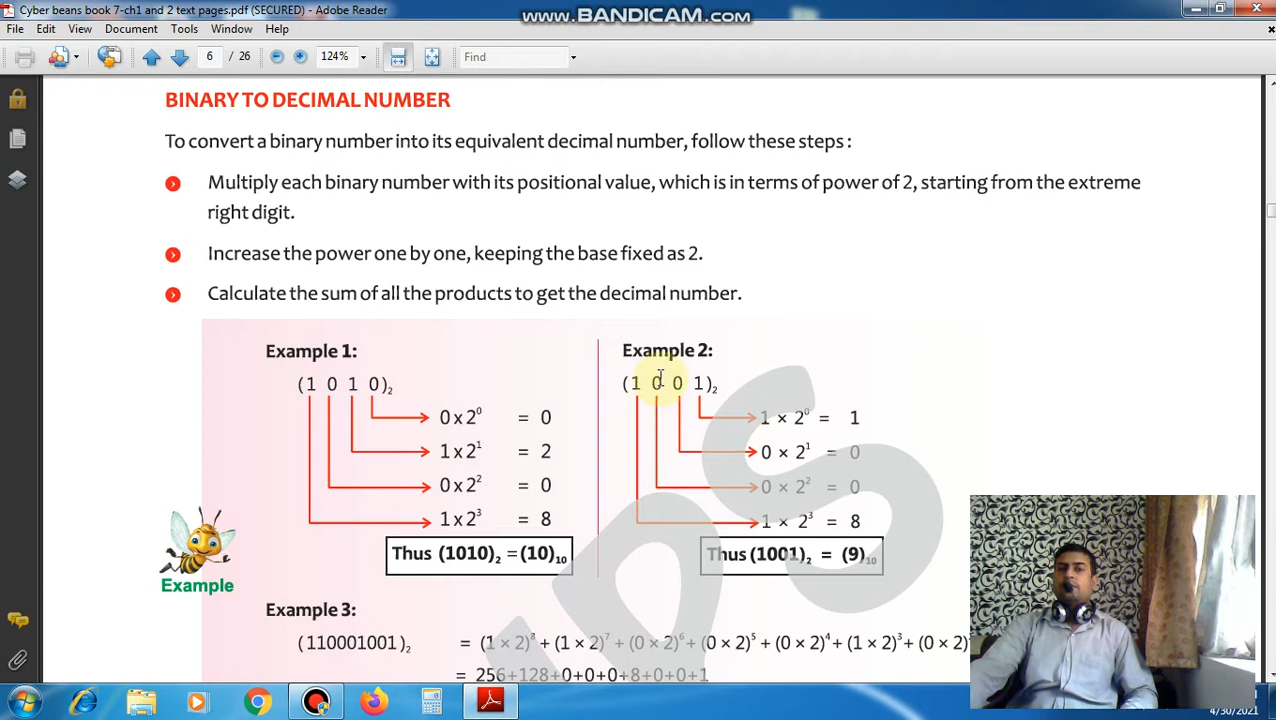 Cyber beans book 7-ch1 and 2 text pages.pdf (SECURED) - Adobe Reader
www.BANDICAM.com
File Edit View Document Tools Window Help
6 / 26 124% Find
BINARY TO DECIMAL NUMBER
To convert a binary number into its equivalent decimal number, follow these steps :
Multiply each binary number with its positional value, which is in terms of power of 2, starting from the extreme
right digit.
Increase the power one by one, keeping the base fixed as 2.
Calculate the sum of all the products to get the decimal number.
Example 1:
(1 0 1 0)₂
0 x 2⁰ = 0
1 x 2¹ = 2
0 x 2² = 0
1 x 2³ = 8
Thus (1010)₂ = (10)₁₀
Example 2:
(1 0 0 1)₂
1 × 2⁰ = 1
0 × 2¹ = 0
0 × 2² = 0
1 × 2³ = 8
Thus (1001)₂ = (9)₁₀
Example
Example 3:
(110001001)₂ = (1 × 2)⁸ + (1 × 2)⁷ + (0 × 2)⁶ + (0 × 2)⁵ + (0 × 2)⁴ + (1 × 2)³ + (0 × 2)
= 256+128+0+0+0+8+0+0+1
4/30/2021